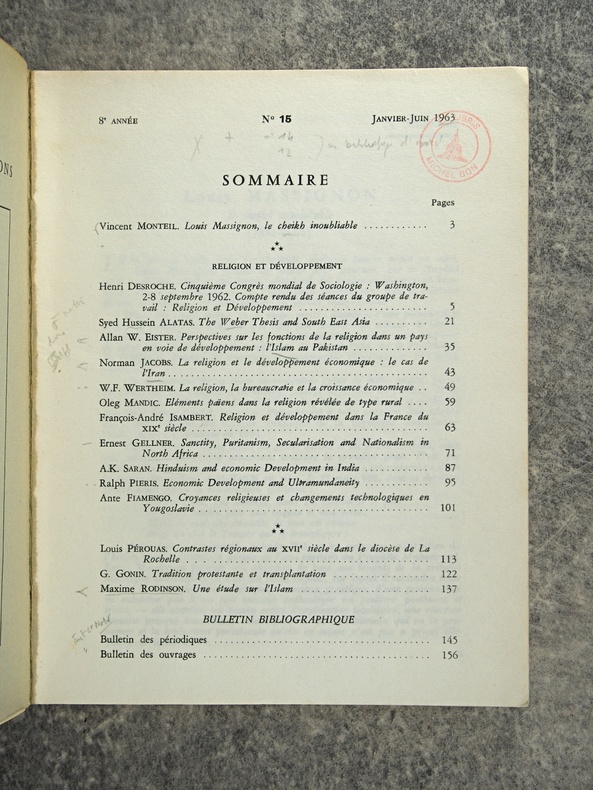 ONS
8e ANNÉE No 15 JANVIER-JUIN 1963
EX-LIBRIS
MICHEL BON
SOMMAIRE
Pages
Vincent MONTEIL. Louis Massignon, le cheikh inoubliable ............ 3
RELIGION ET DÉVELOPPEMENT
Henri DESROCHE. Cinquième Congrès mondial de Sociologie : Washington,
2-8 septembre 1962. Compte rendu des séances du groupe de tra-
vail : Religion et Développement ............ 5
Syed Hussein ALATAS. The Weber Thesis and South East Asia ............ 21
Allan W. EISTER. Perspectives sur les fonctions de la religion dans un pays
en voie de développement : l'Islam au Pakistan ............ 35
Norman JACOBS. La religion et le développement économique : le cas de
l'Iran ............ 43
W.F. WERTHEIM. La religion, la bureaucratie et la croissance économique .. 49
Oleg MANDIC. Eléments païens dans la religion révélée de type rural .... 59
François-André ISAMBERT. Religion et développement dans la France du
XIXe siècle ............ 63
Ernest GELLNER. Sanctity, Puritanism, Secularisation and Nationalism in
North Africa ............ 71
A.K. SARAN. Hinduism and economic Development in India ............ 87
Ralph PIERIS. Economic Development and Ultramundaneity ............ 95
Ante FIAMENGO. Croyances religieuses et changements technologiques en
Yougoslavie ............ 101
Louis PÉROUAS. Contrastes régionaux au XVIIe siècle dans le diocèse de La
Rochelle ............ 113
G. GONIN. Tradition protestante et transplantation ............ 122
Maxime RODINSON. Une étude sur l'Islam ............ 137
BULLETIN BIBLIOGRAPHIQUE
Bulletin des périodiques ............ 145
Bulletin des ouvrages ............ 156